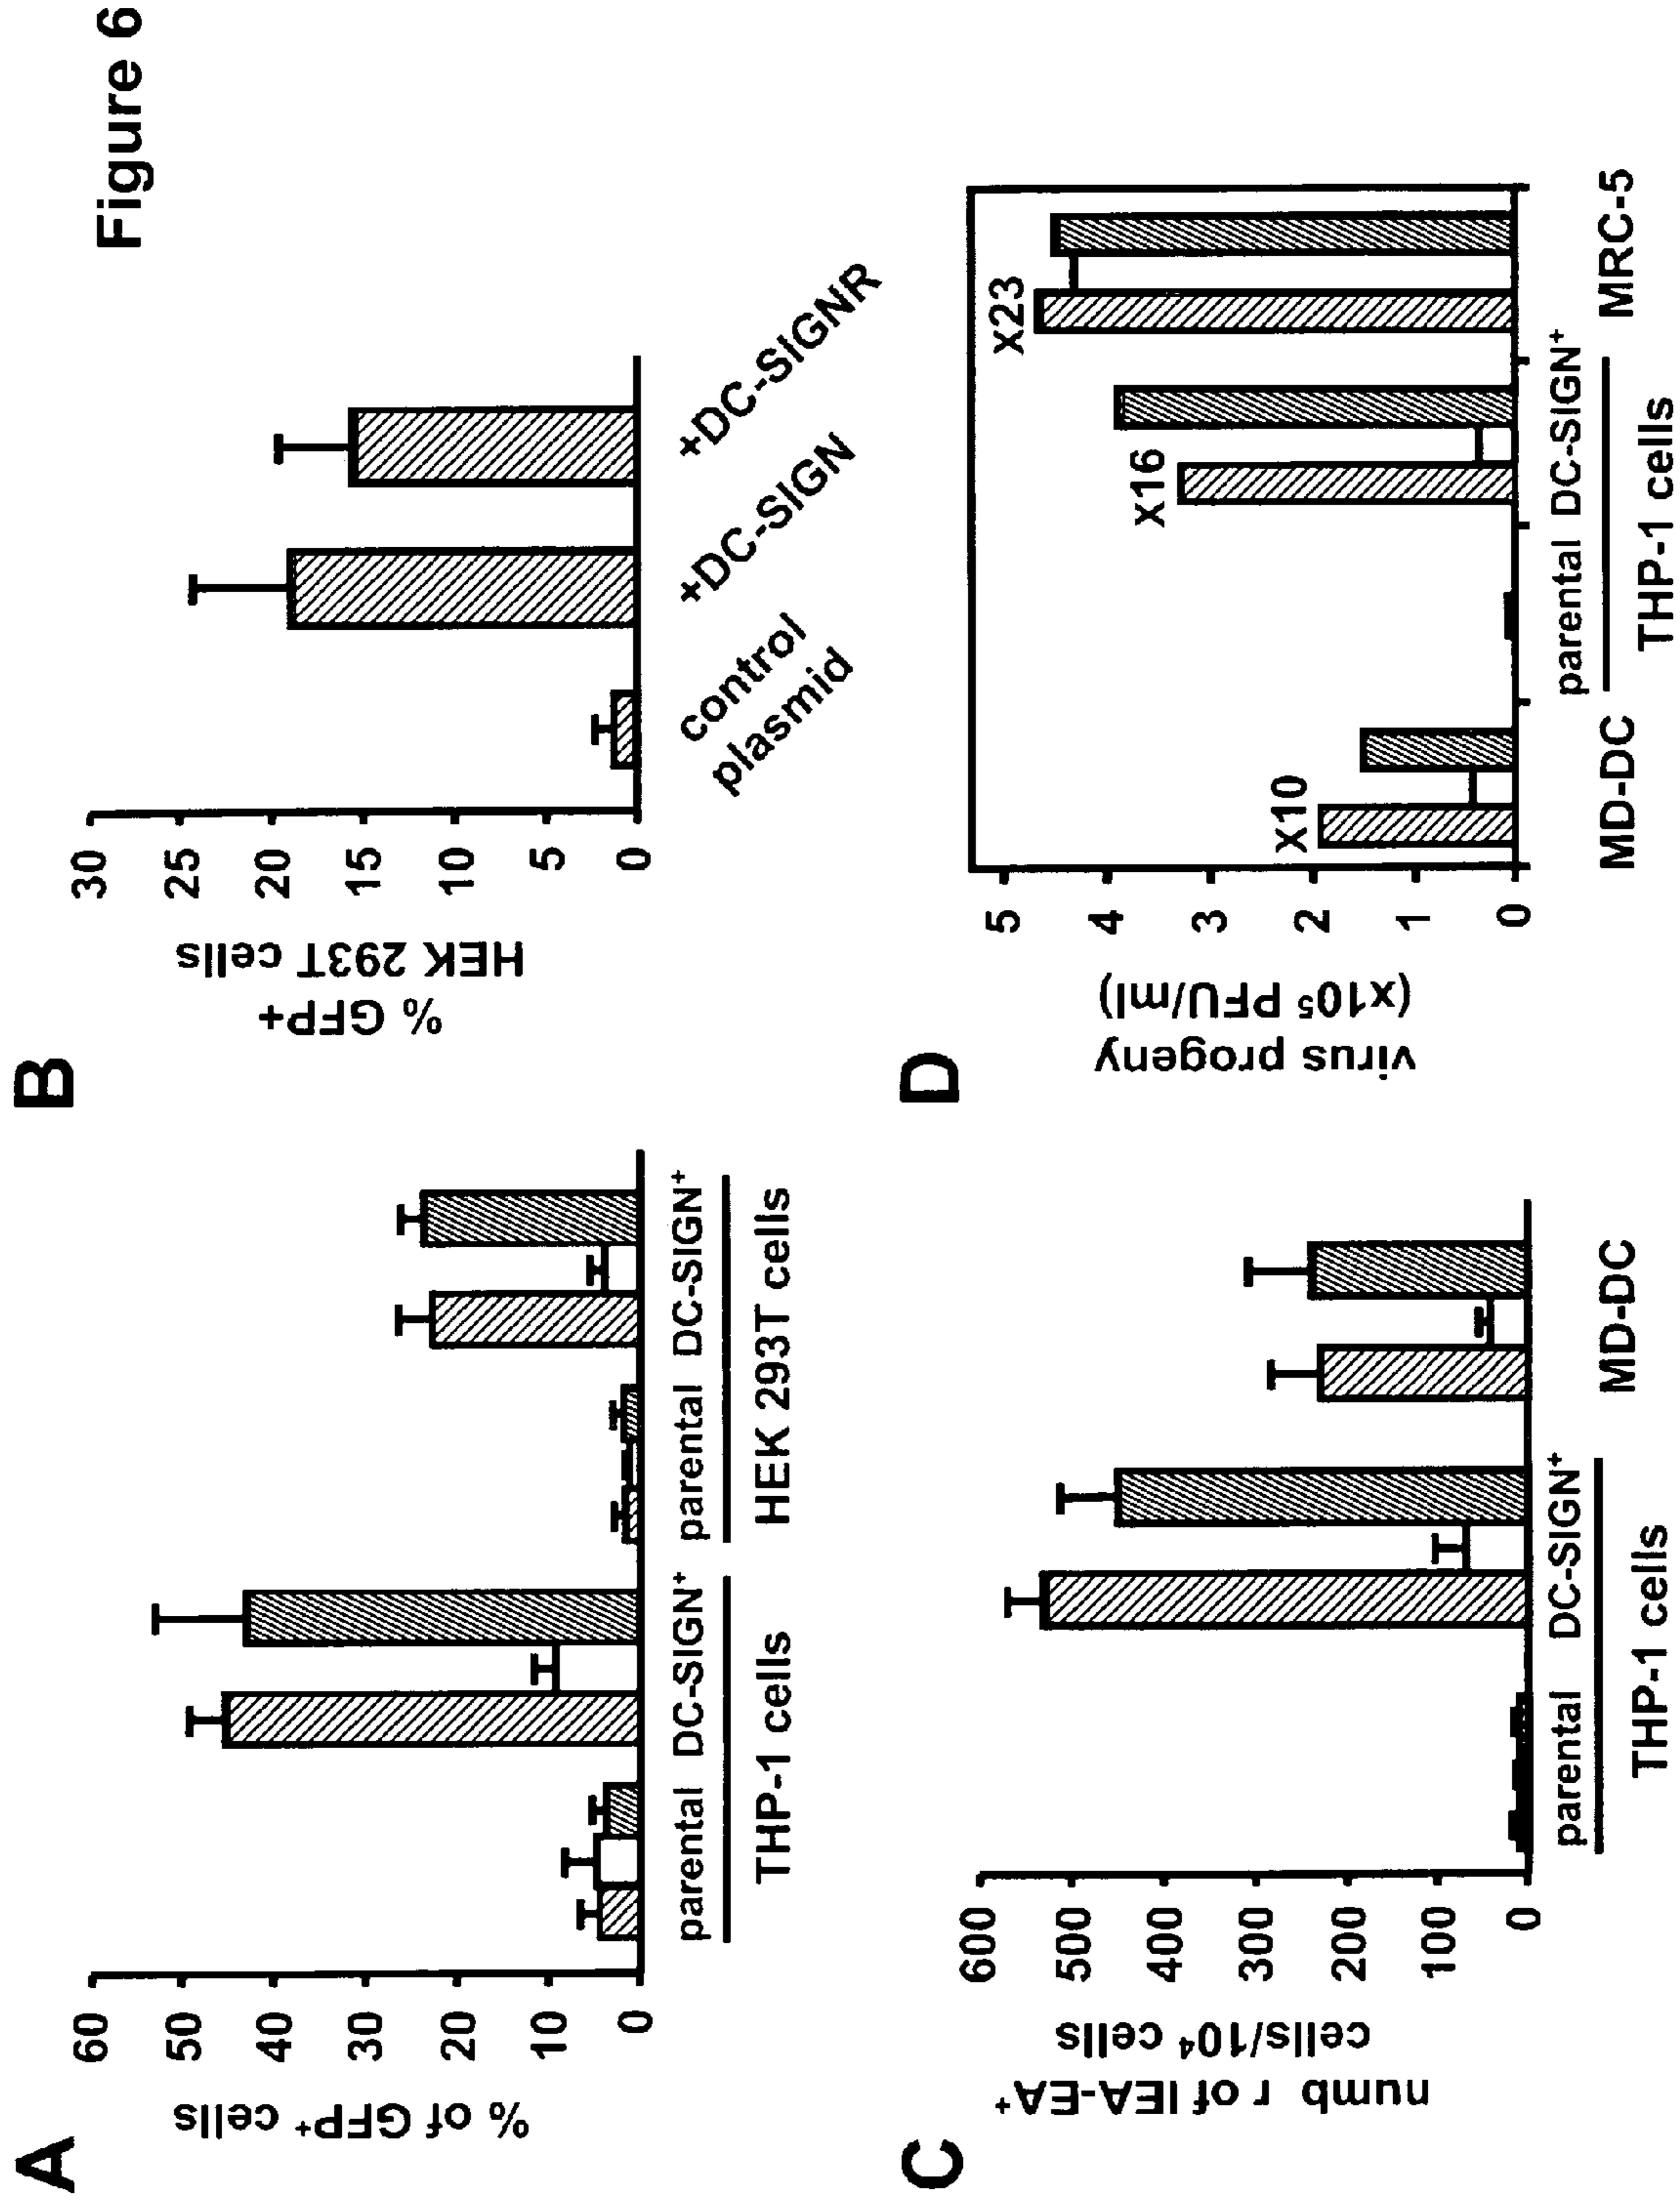 Figure 6
A
% of GFP⁺ cells
60
50
40
30
20
10
0
parental DC-SIGN⁺ parental DC-SIGN⁺
THP-1 cells HEK 293T cells
B
% GFP+
HEK 293T cells
30
25
20
15
10
5
0
control
plasmid
+DC-SIGN
+DC-SIGNR
C
numb r of IEA-EA⁺
cells/10⁴ cells
600
500
400
300
200
100
0
parental DC-SIGN⁺ MD-DC
THP-1 cells
D
virus progeny
(x10⁵ PFU/ml)
5
4
3
2
1
0
X10
x16
x23
MD-DC parental DC-SIGN⁺ MRC-5
THP-1 cells